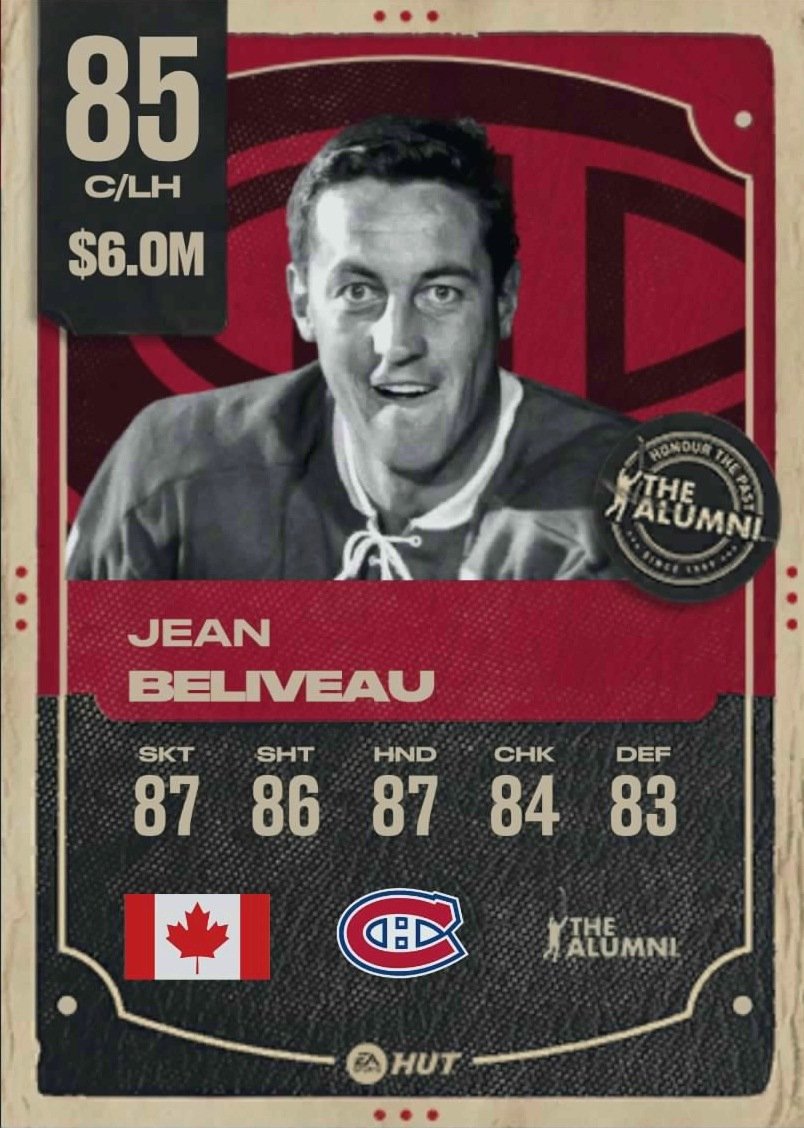 85
C/LH
$6.0M
HONOUR THE PAST
THE
ALUMNI
JEAN
BELIVEAU
SKT SHT HND CHK DEF
87 86 87 84 83
THE
ALUMNI
EA HUT